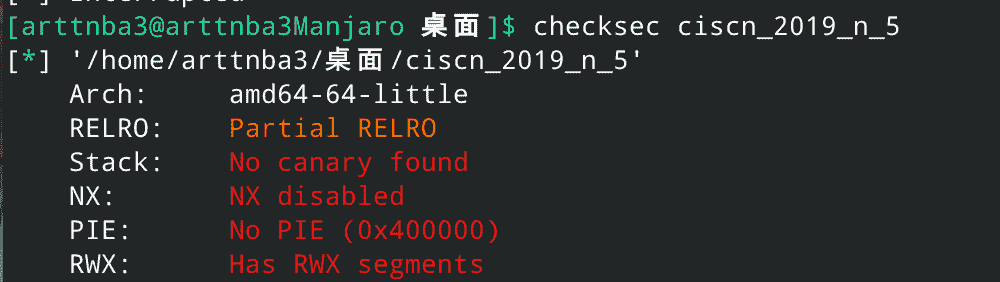 [arttnba3@arttnba3Manjaro 桌面]$ checksec ciscn_2019_n_5
[*] '/home/arttnba3/桌面/ciscn_2019_n_5'
Arch: amd64-64-little
RELRO: Partial RELRO
Stack: No canary found
NX: NX disabled
PIE: No PIE (0x400000)
RWX: Has RWX segments